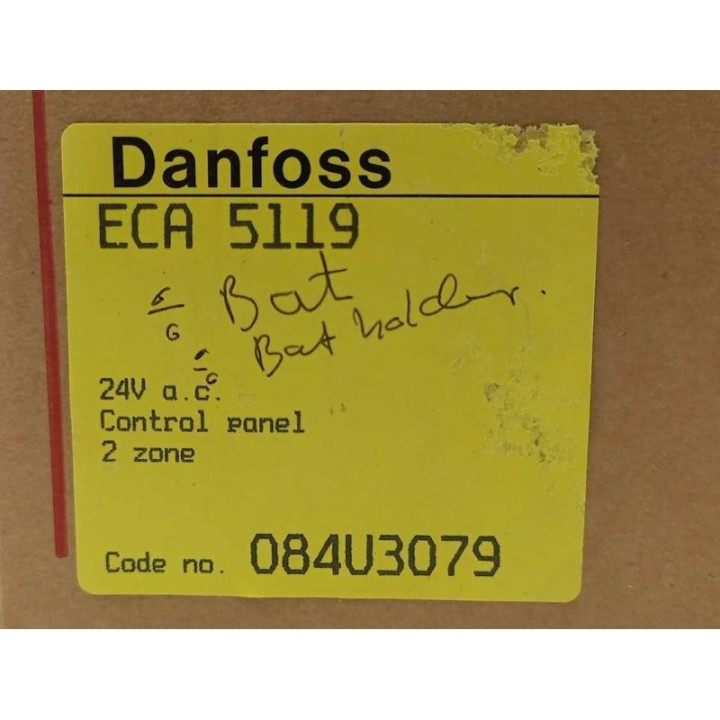 Danfoss
ECA 5119
Bat
Bat holder.
24V a.c.
Control panel
2 zone
Code no. 084U3079